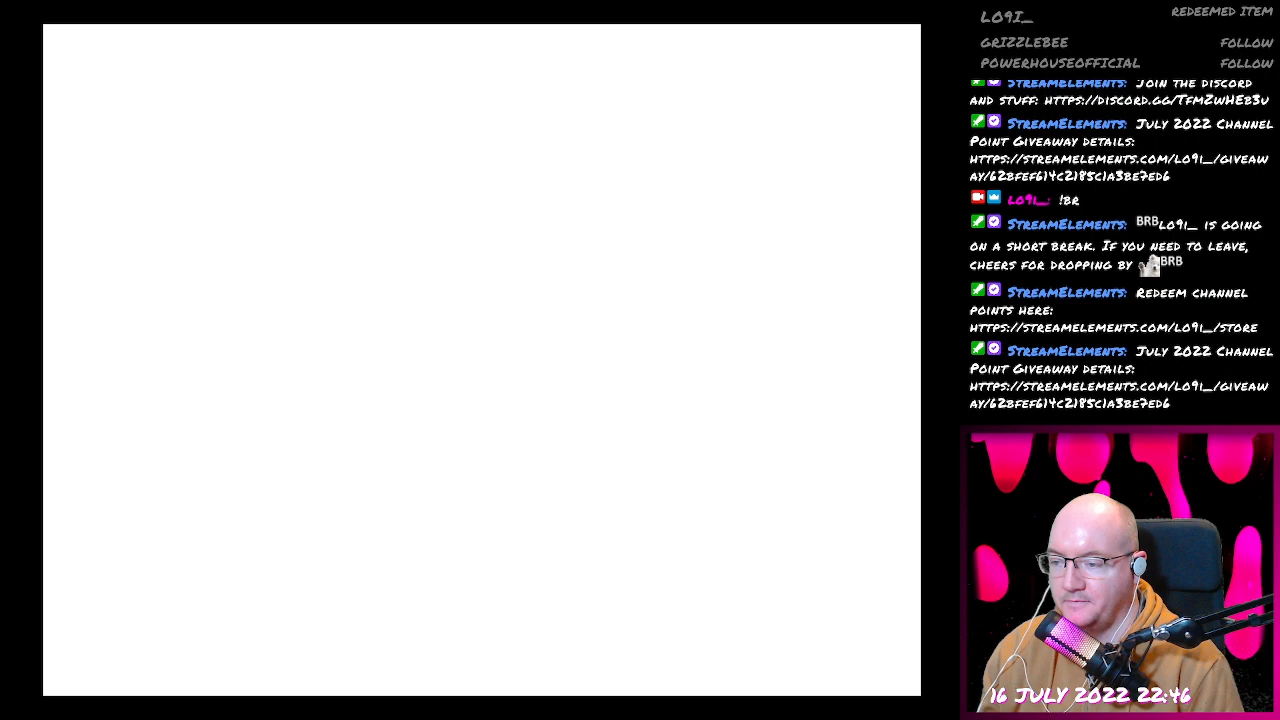 LO9I_ REDEEMED ITEM
GRIZZLEBEE FOLLOW
POWERHOUSEOFFICIAL FOLLOW
StreamElements: Join the discord
and stuff: https://discord.gg/TfmZwHEb3u
StreamElements: July 2022 Channel
Point Giveaway details:
https://streamelements.com/lo9i_/giveaw
ay/62bfef614c2185c1a3be7ed6
lo9i_: !br
StreamElements: BRB lo9i_ is going
on a short break. If you need to leave,
cheers for dropping by BRB
StreamElements: Redeem channel
points here:
https://streamelements.com/lo9i_/store
StreamElements: July 2022 Channel
Point Giveaway details:
https://streamelements.com/lo9i_/giveaw
ay/62bfef614c2185c1a3be7ed6
16 JULY 2022 22:46